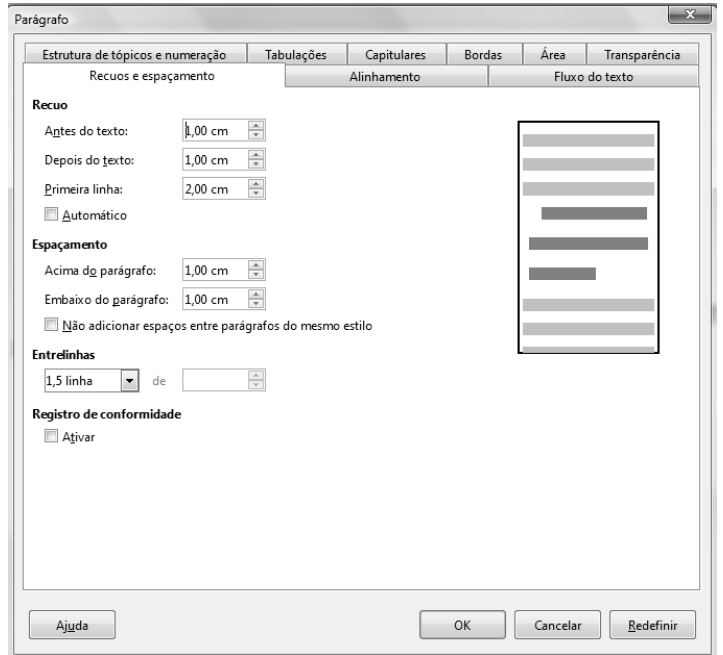 Parágrafo
Estrutura de tópicos e numeração Tabulações Capitulares Bordas Área Transparência
Recuos e espaçamento Alinhamento Fluxo do texto
Recuo
Antes do texto: 1,00 cm
Depois do texto: 1,00 cm
Primeira linha: 2,00 cm
Automático
Espaçamento
Acima do parágrafo: 1,00 cm
Embaixo do parágrafo: 1,00 cm
Não adicionar espaços entre parágrafos do mesmo estilo
Entrelinhas
1,5 linha de
Registro de conformidade
Ativar
Ajuda OK Cancelar Redefinir